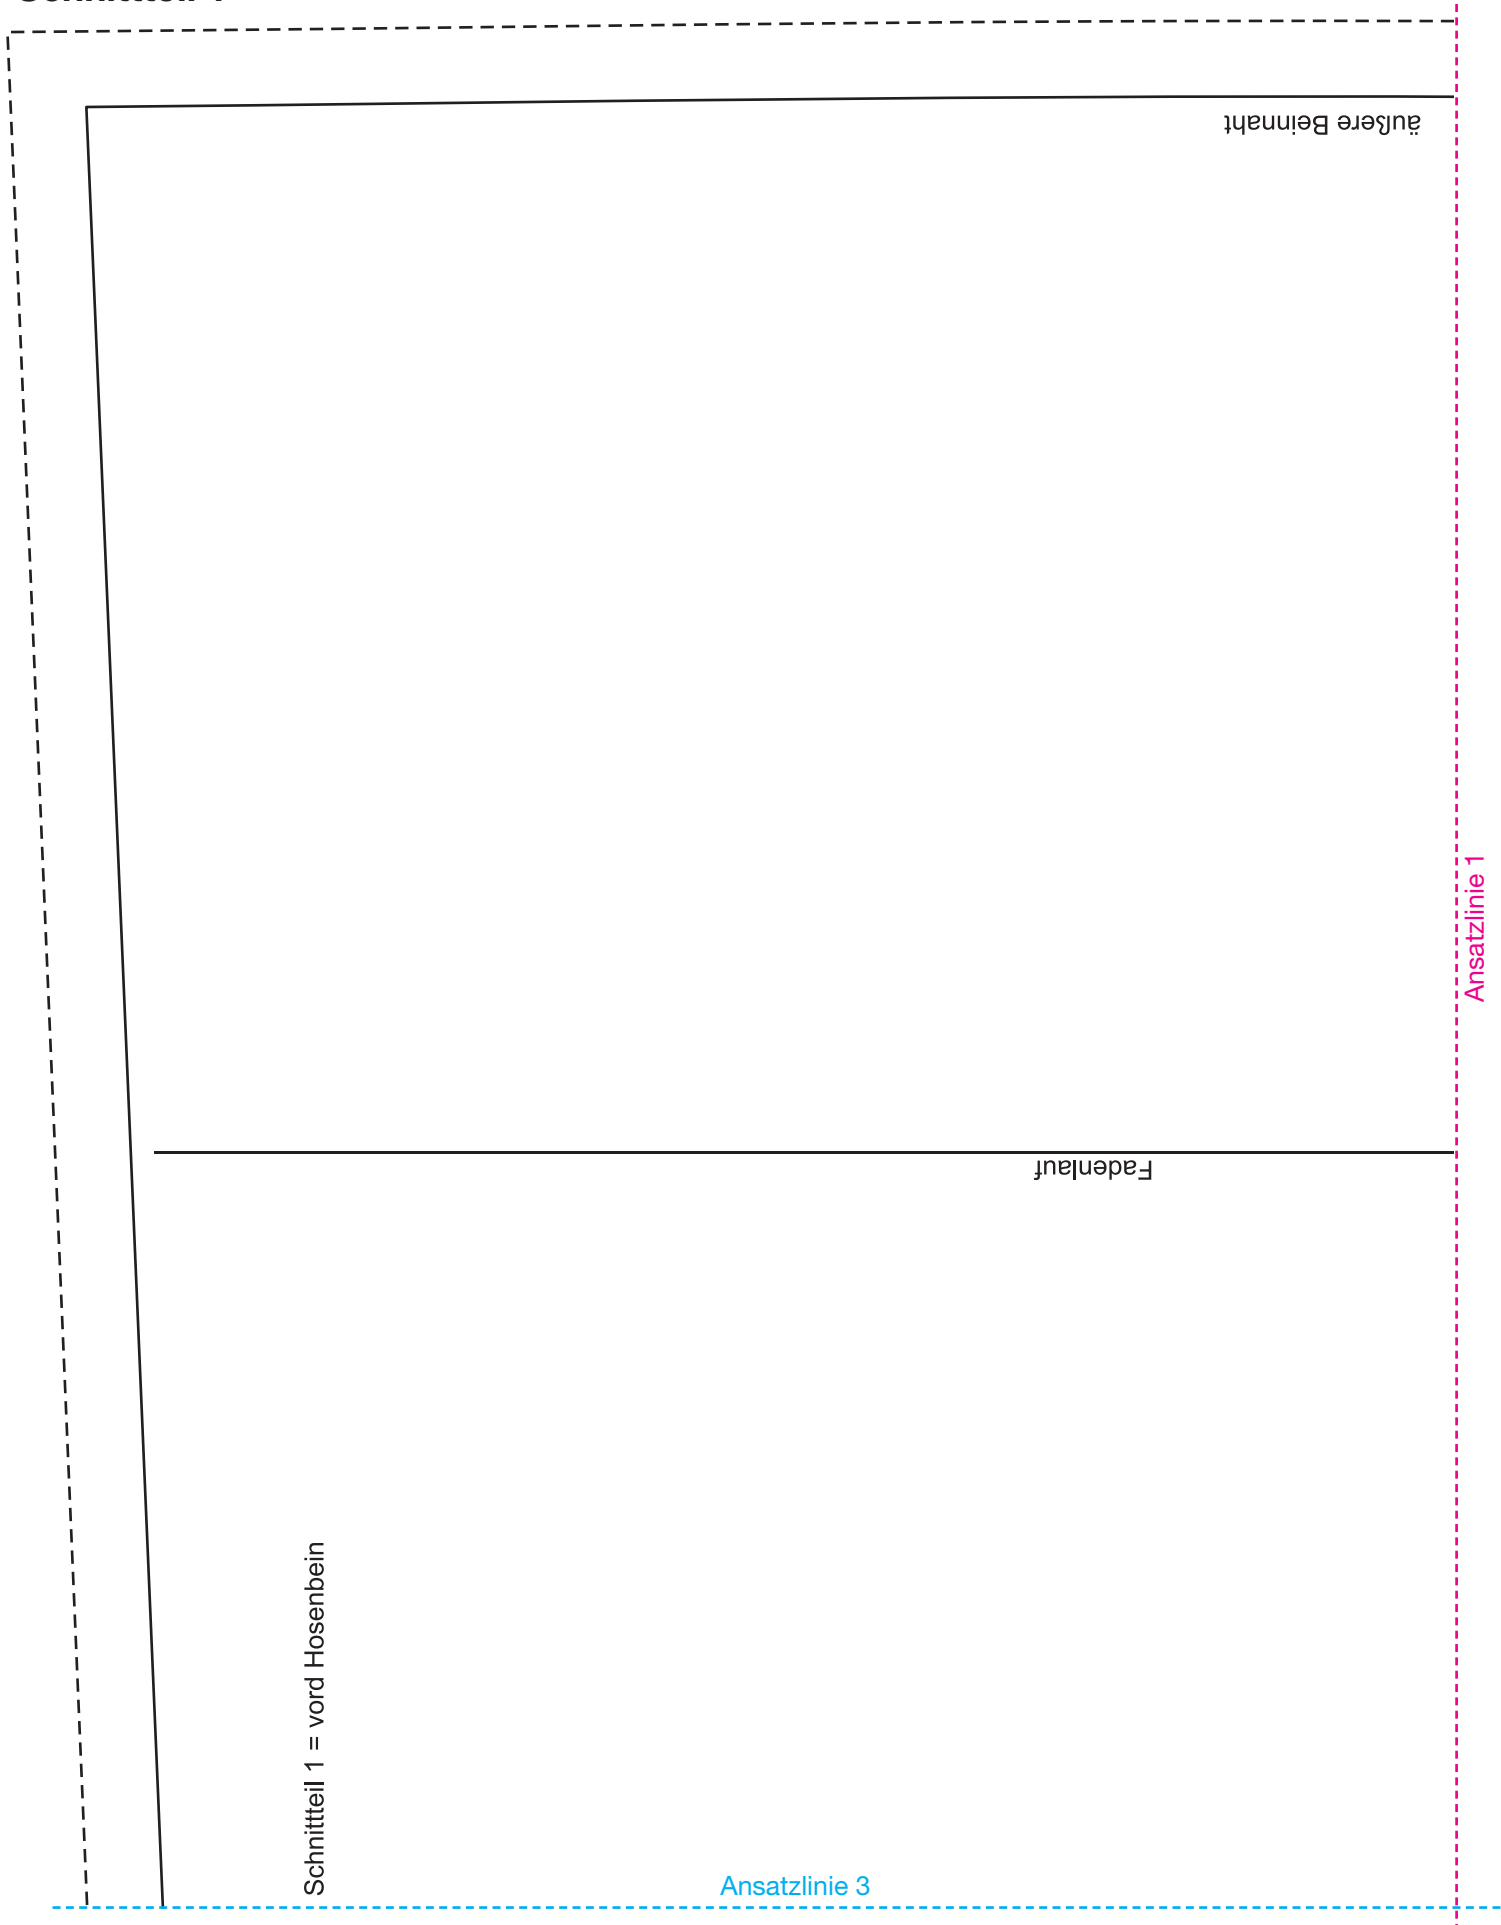 äußere Beinnaht
Ansatzlinie 1
Fadenlauf
Schnittteil 1 = vord Hosenbein
Ansatzlinie 3